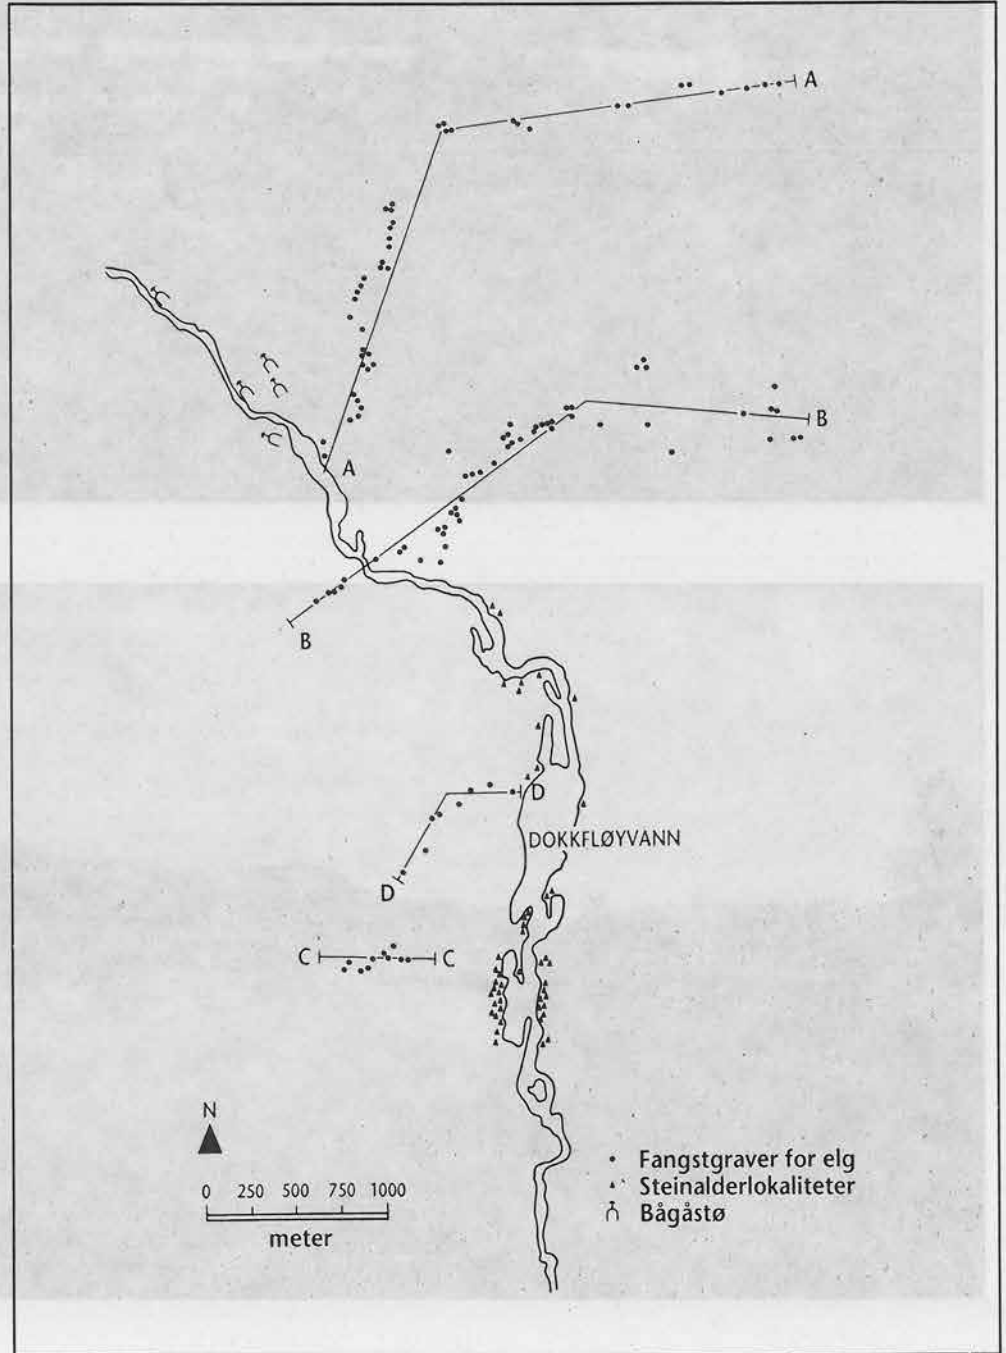 A
B
A
B
D
DOKKFLØYVANN
D
C C
N
0 250 500 750 1000
meter
Fangstgraver for elg
Steinalderlokaliteter
Bågåstø